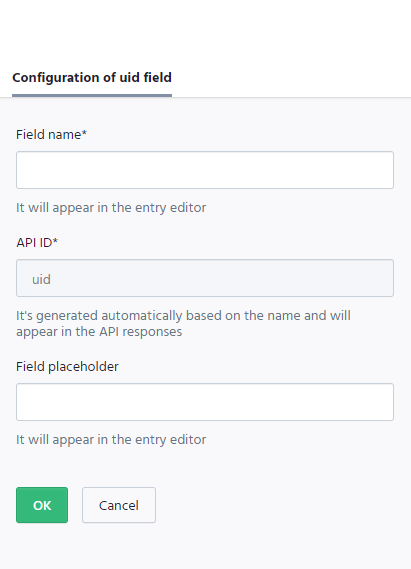 Configuration of uid field
Field name*
It will appear in the entry editor
API ID*
uid
It's generated automatically based on the name and will
appear in the API responses
Field placeholder
It will appear in the entry editor
OK Cancel